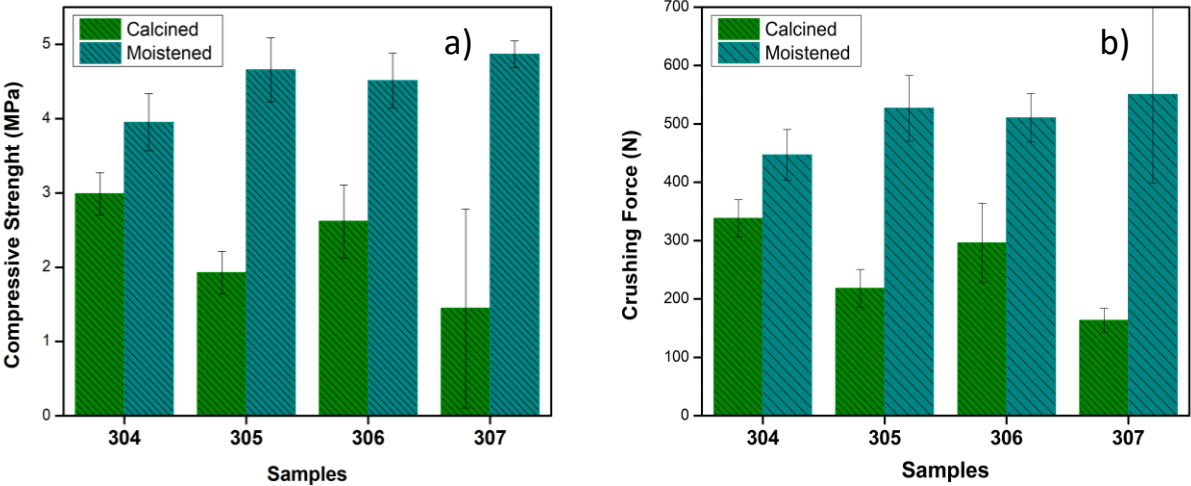 Calcined
Moistened
a)
5
4
3
2
1
0
Compressive Strenght (MPa)
304 305 306 307
Samples
Calcined
Moistened
b)
700
600
500
400
300
200
100
0
Crushing Force (N)
304 305 306 307
Samples